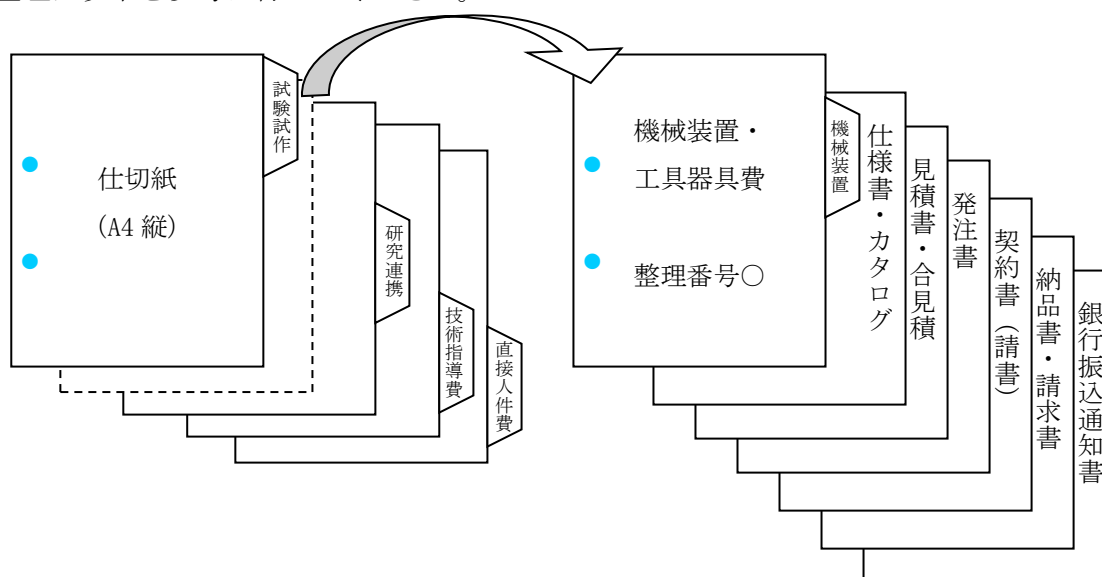 仕切紙
(A4 縦)
試験試作
研究連携
技術指導費
直接人件費
機械装置・
工具器具費
整理番号○
機械装置
仕様書・カタログ
見積書・合見積
発注書
契約書（請書）
納品書・請求書
銀行振込通知書